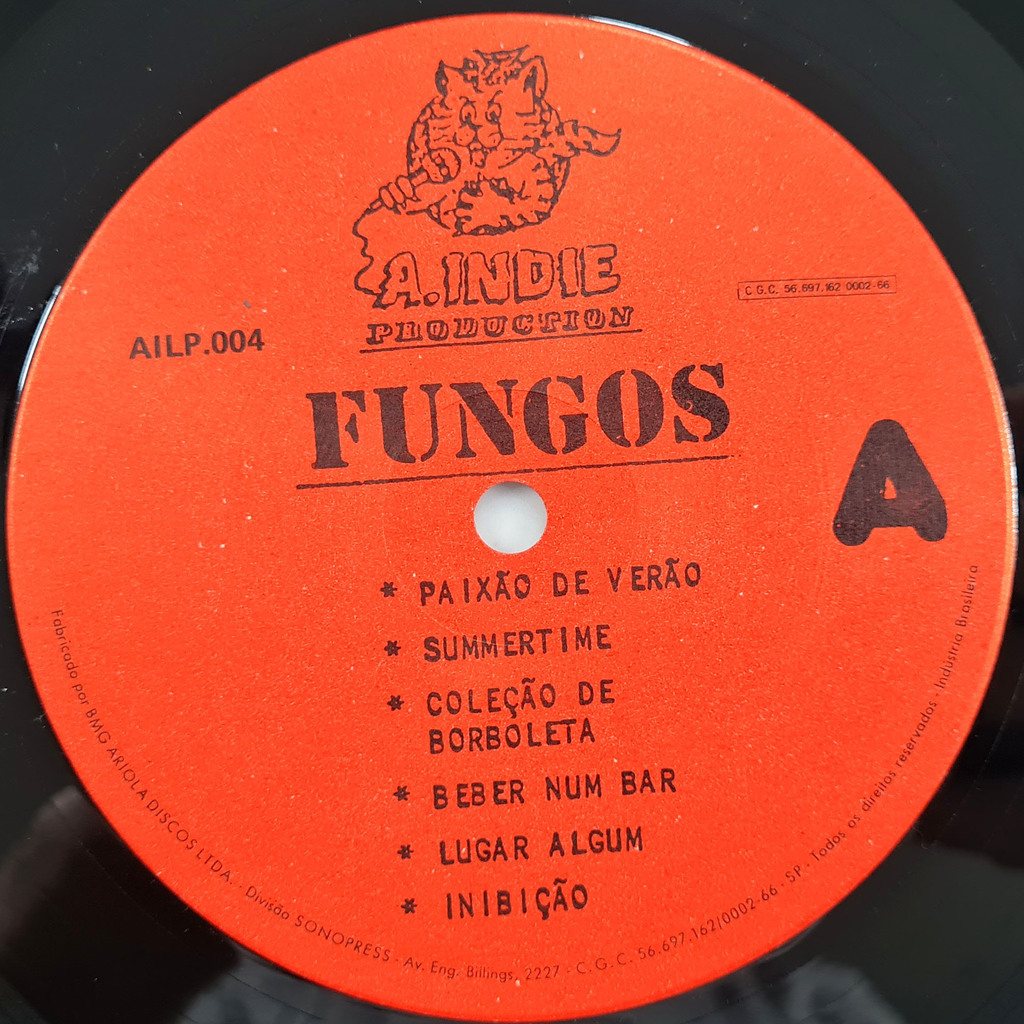 A.INDIE
PRODUCTION
C.G.C. 56.697.162 0002-66
AILP.004
FUNGOS
A
* PAIXÃO DE VERÃO
* SUMMERTIME
* COLEÇÃO DE
BORBOLETA
* BEBER NUM BAR
* LUGAR ALGUM
* INIBIÇÃO
Fabricado por BMG ARIOLA DISCOS LTDA. - Divisão SONOPRESS - Av. Eng. Billings, 2227 - C.G.C. 56.697.162/0002-66 - SP - Todos os direitos reservados - Indústria Brasileira